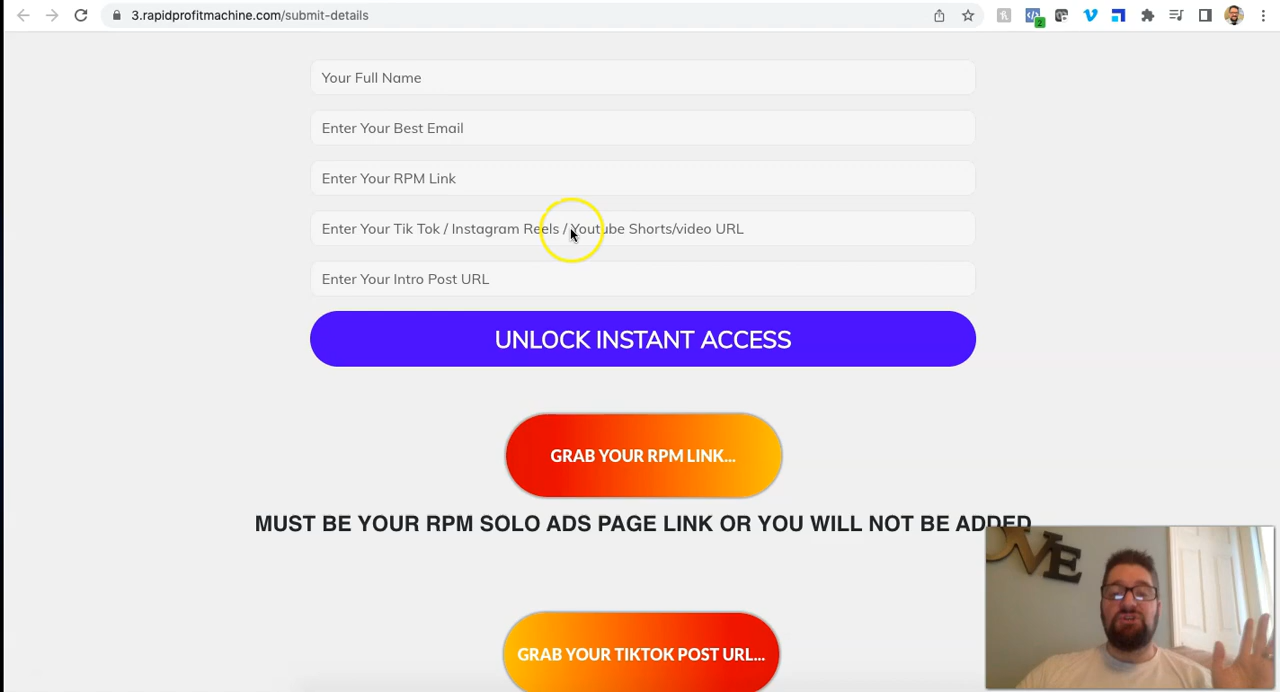 3.rapidprofitmachine.com/submit-details
2
Your Full Name
Enter Your Best Email
Enter Your RPM Link
Enter Your Tik Tok / Instagram Reels / Youtube Shorts/video URL
Enter Your Intro Post URL
UNLOCK INSTANT ACCESS
GRAB YOUR RPM LINK...
MUST BE YOUR RPM SOLO ADS PAGE LINK OR YOU WILL NOT BE ADDED
OVE
GRAB YOUR TIKTOK POST URL...